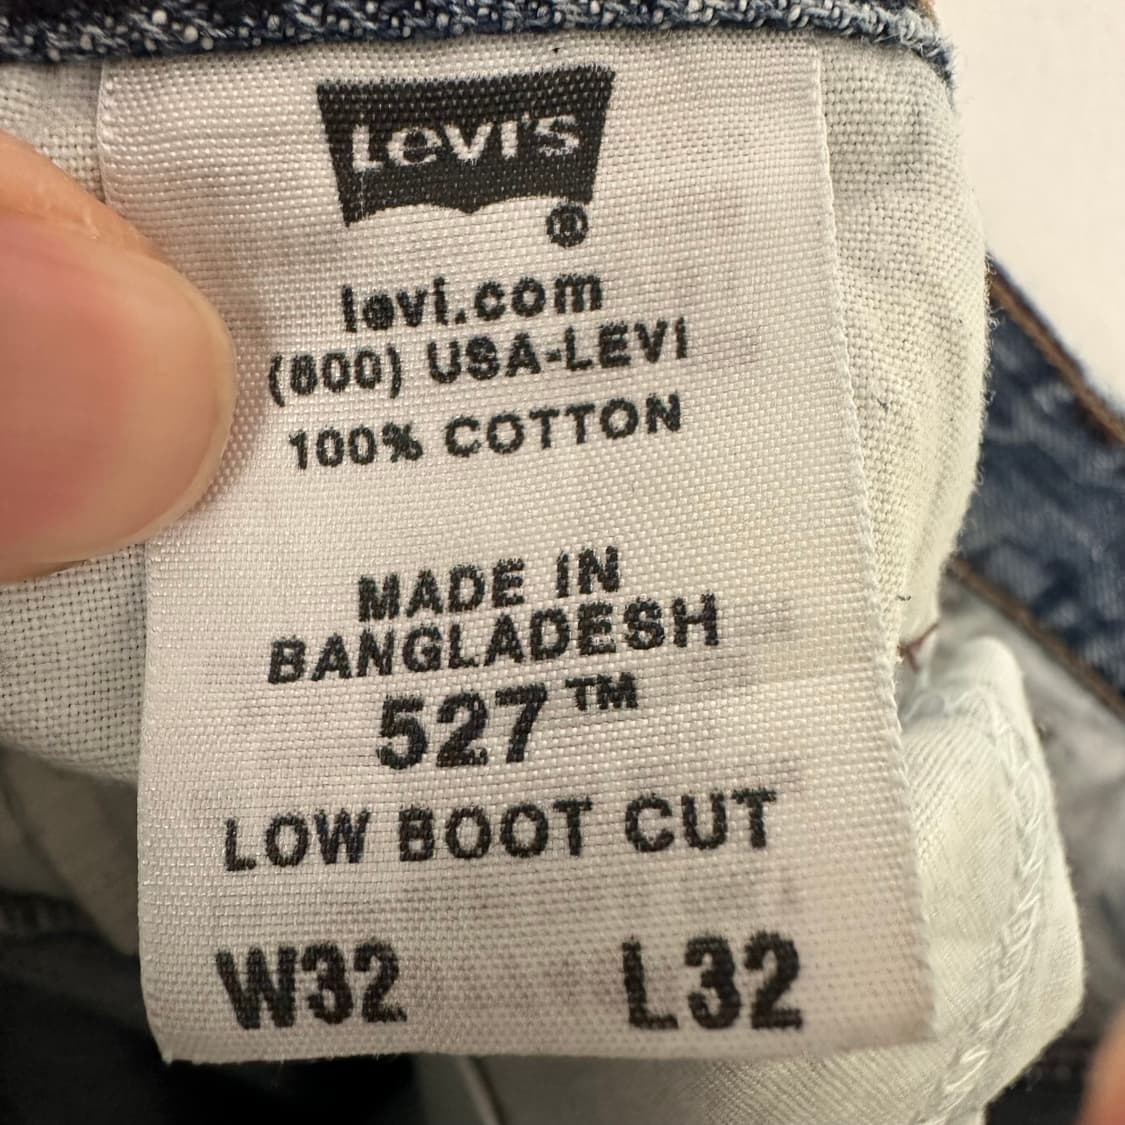 Levi's
®
levi.com
(800) USA-LEVI
100% COTTON
MADE IN
BANGLADESH
527™
LOW BOOT CUT
W32 L32